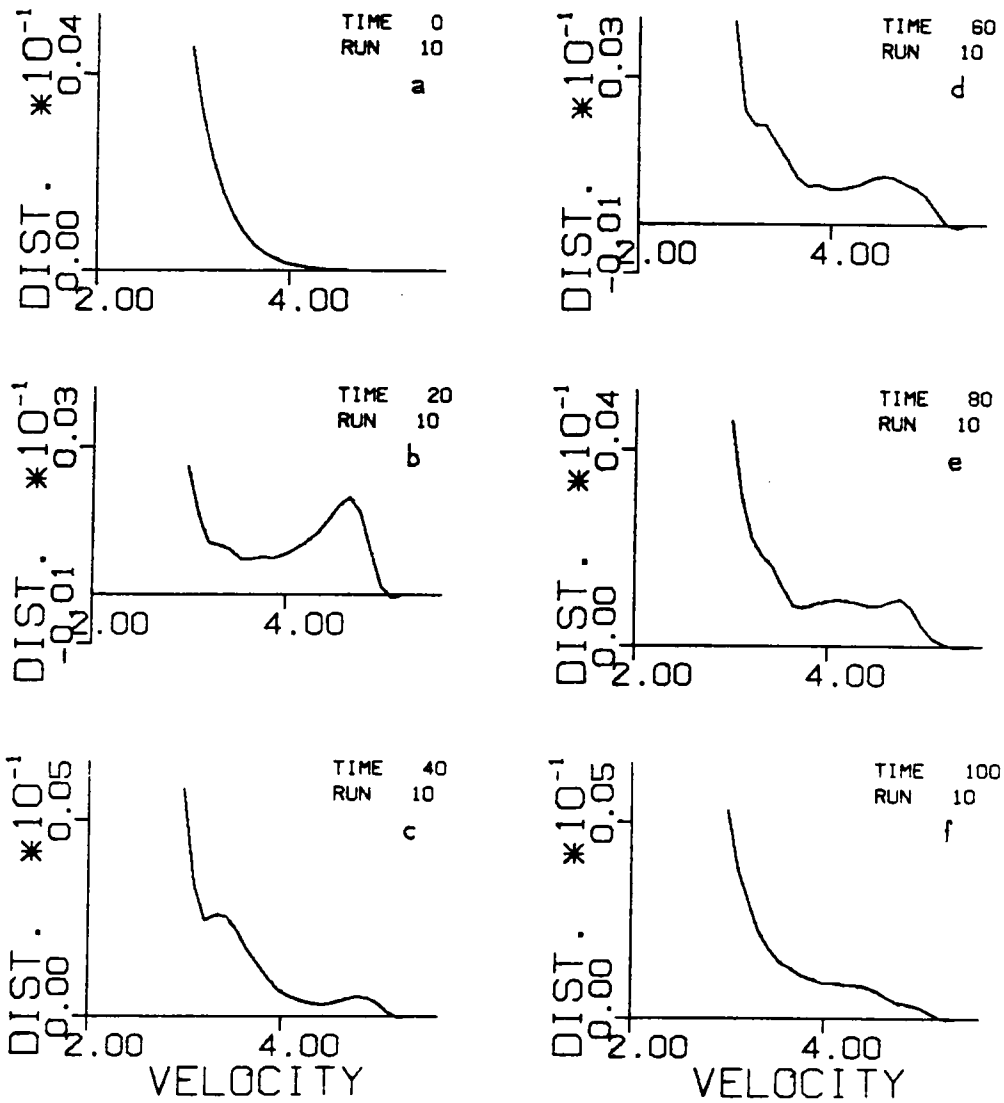 TIME 0
RUN 10
a
DIST. *10-1
0.04
0.00
2.00 4.00
TIME 20
RUN 10
b
DIST. *10-1
0.03
-0.01
2.00 4.00
TIME 40
RUN 10
c
DIST. *10-1
0.05
0.00
2.00 4.00
VELOCITY
TIME 60
RUN 10
d
DIST. *10-1
0.03
-0.01
2.00 4.00
TIME 80
RUN 10
e
DIST. *10-1
0.04
0.00
2.00 4.00
TIME 100
RUN 10
f
DIST. *10-1
0.05
0.00
2.00 4.00
VELOCITY